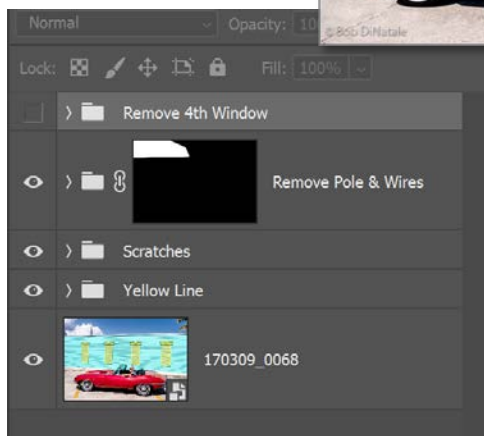 Normal Opacity: 10
© Bob DiNatale
Lock: Fill: 100%
Remove 4th Window
Remove Pole & Wires
Scratches
Yellow Line
170309_0068